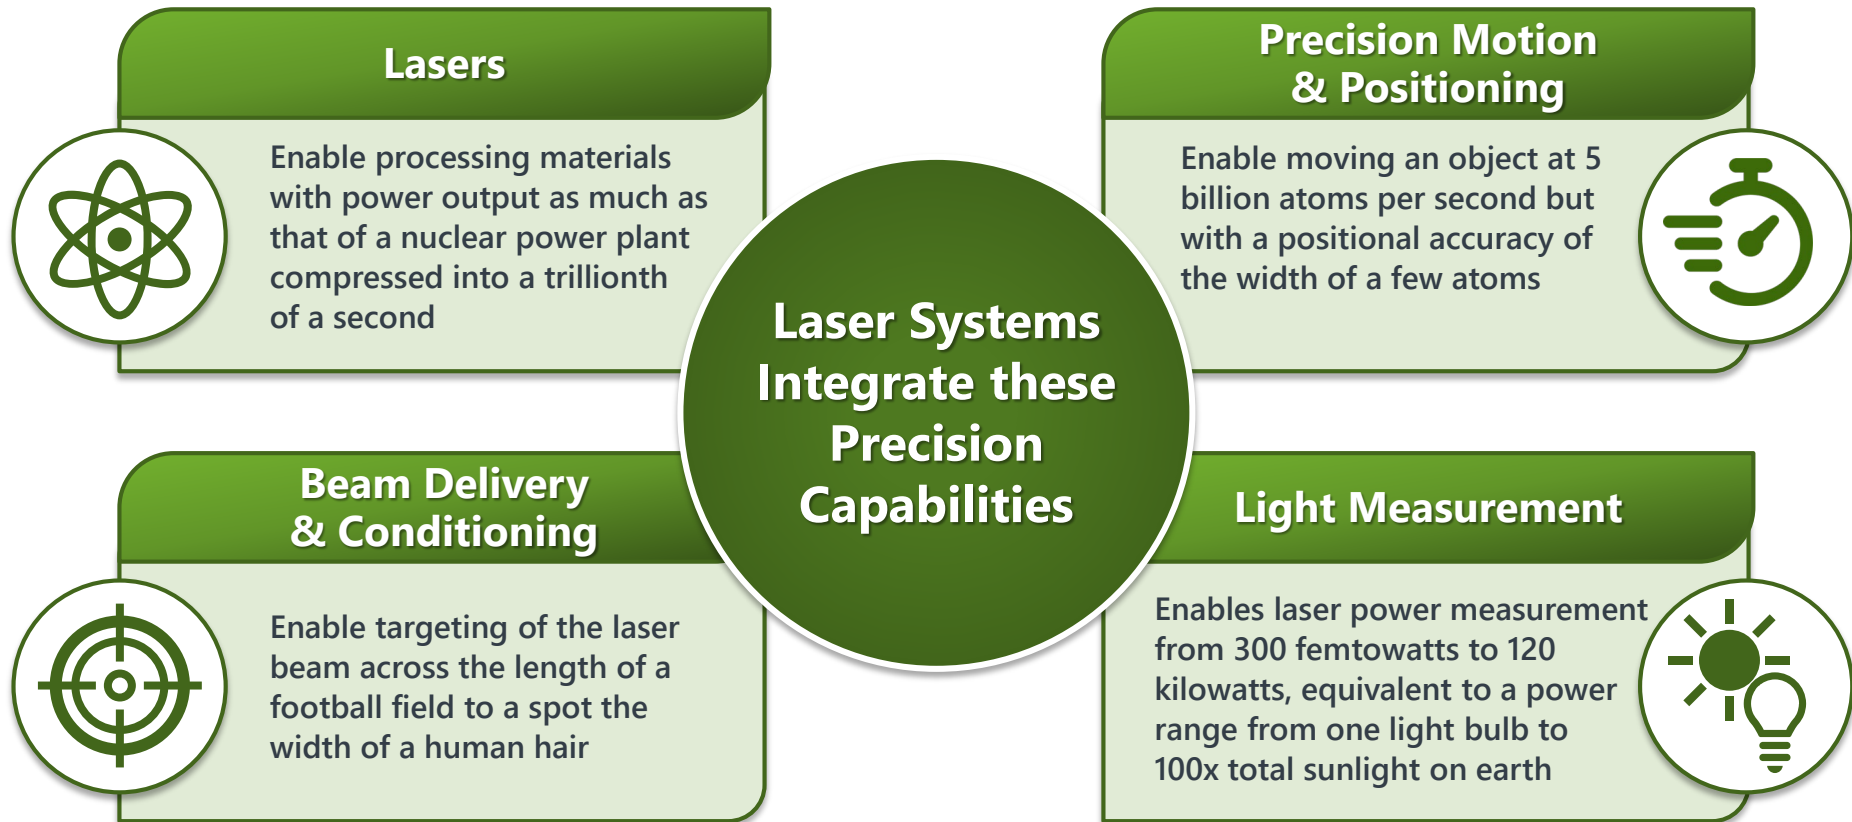 Lasers
Enable processing materials
with power output as much as
that of a nuclear power plant
compressed into a trillionth
of a second
Precision Motion
& Positioning
Enable moving an object at 5
billion atoms per second but
with a positional accuracy of
the width of a few atoms
Laser Systems
Integrate these
Precision
Capabilities
Beam Delivery
& Conditioning
Enable targeting of the laser
beam across the length of a
football field to a spot the
width of a human hair
Light Measurement
Enables laser power measurement
from 300 femtowatts to 120
kilowatts, equivalent to a power
range from one light bulb to
100x total sunlight on earth